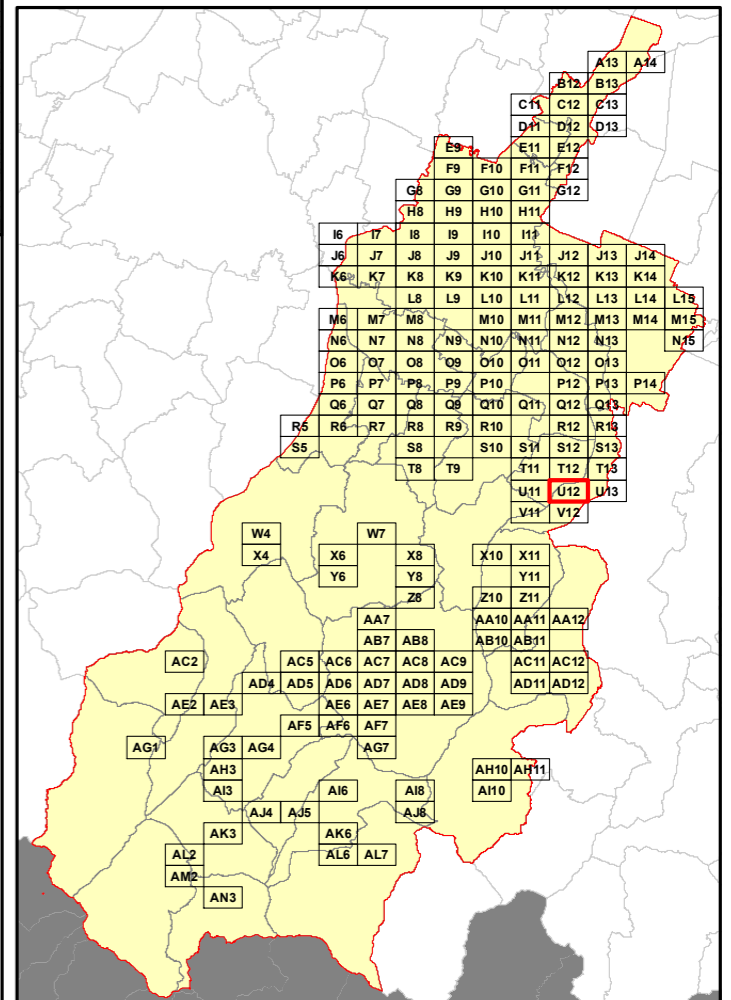 A13 A14
B12 B13
C11 C12 C13
D11 D12 D13
E9 E11 E12
F9 F10 F11 F12
G8 G9 G10 G11 G12
H8 H9 H10 H11
I6 I7 I8 I9 I10 I11
J6 J7 J8 J9 J10 J11 J12 J13 J14
K6 K7 K8 K9 K10 K11 K12 K13 K14
L8 L9 L10 L11 L12 L13 L14 L15
M6 M7 M8 M10 M11 M12 M13 M14 M15
N6 N7 N8 N9 N10 N11 N12 N13 N15
O6 O7 O8 O9 O10 O11 O12 O13
P6 P7 P8 P9 P10 P12 P13 P14
Q6 Q7 Q8 Q9 Q10 Q11 Q12 Q13
R5 R6 R7 R8 R9 R10 R12 R13
S5 S8 S10 S11 S12 S13
T8 T9 T11 T12 T13
U11 U12 U13
V11 V12
W4 W7
X4 X6 X8 X10 X11
Y6 Y8 Y11
Z8 Z10 Z11
AA7 AA10 AA11 AA12
AB7 AB8 AB10 AB11
AC2 AC5 AC6 AC7 AC8 AC9 AC11 AC12
AD4 AD5 AD6 AD7 AD8 AD9 AD11 AD12
AE2 AE3 AE6 AE7 AE8 AE9
AF5 AF6 AF7
AG1 AG3 AG4 AG7
AH3 AH10 AH11
AI3 AI6 AI8 AI10
AJ4 AJ5 AJ8
AK3 AK6
AL2 AL6 AL7
AM2
AN3